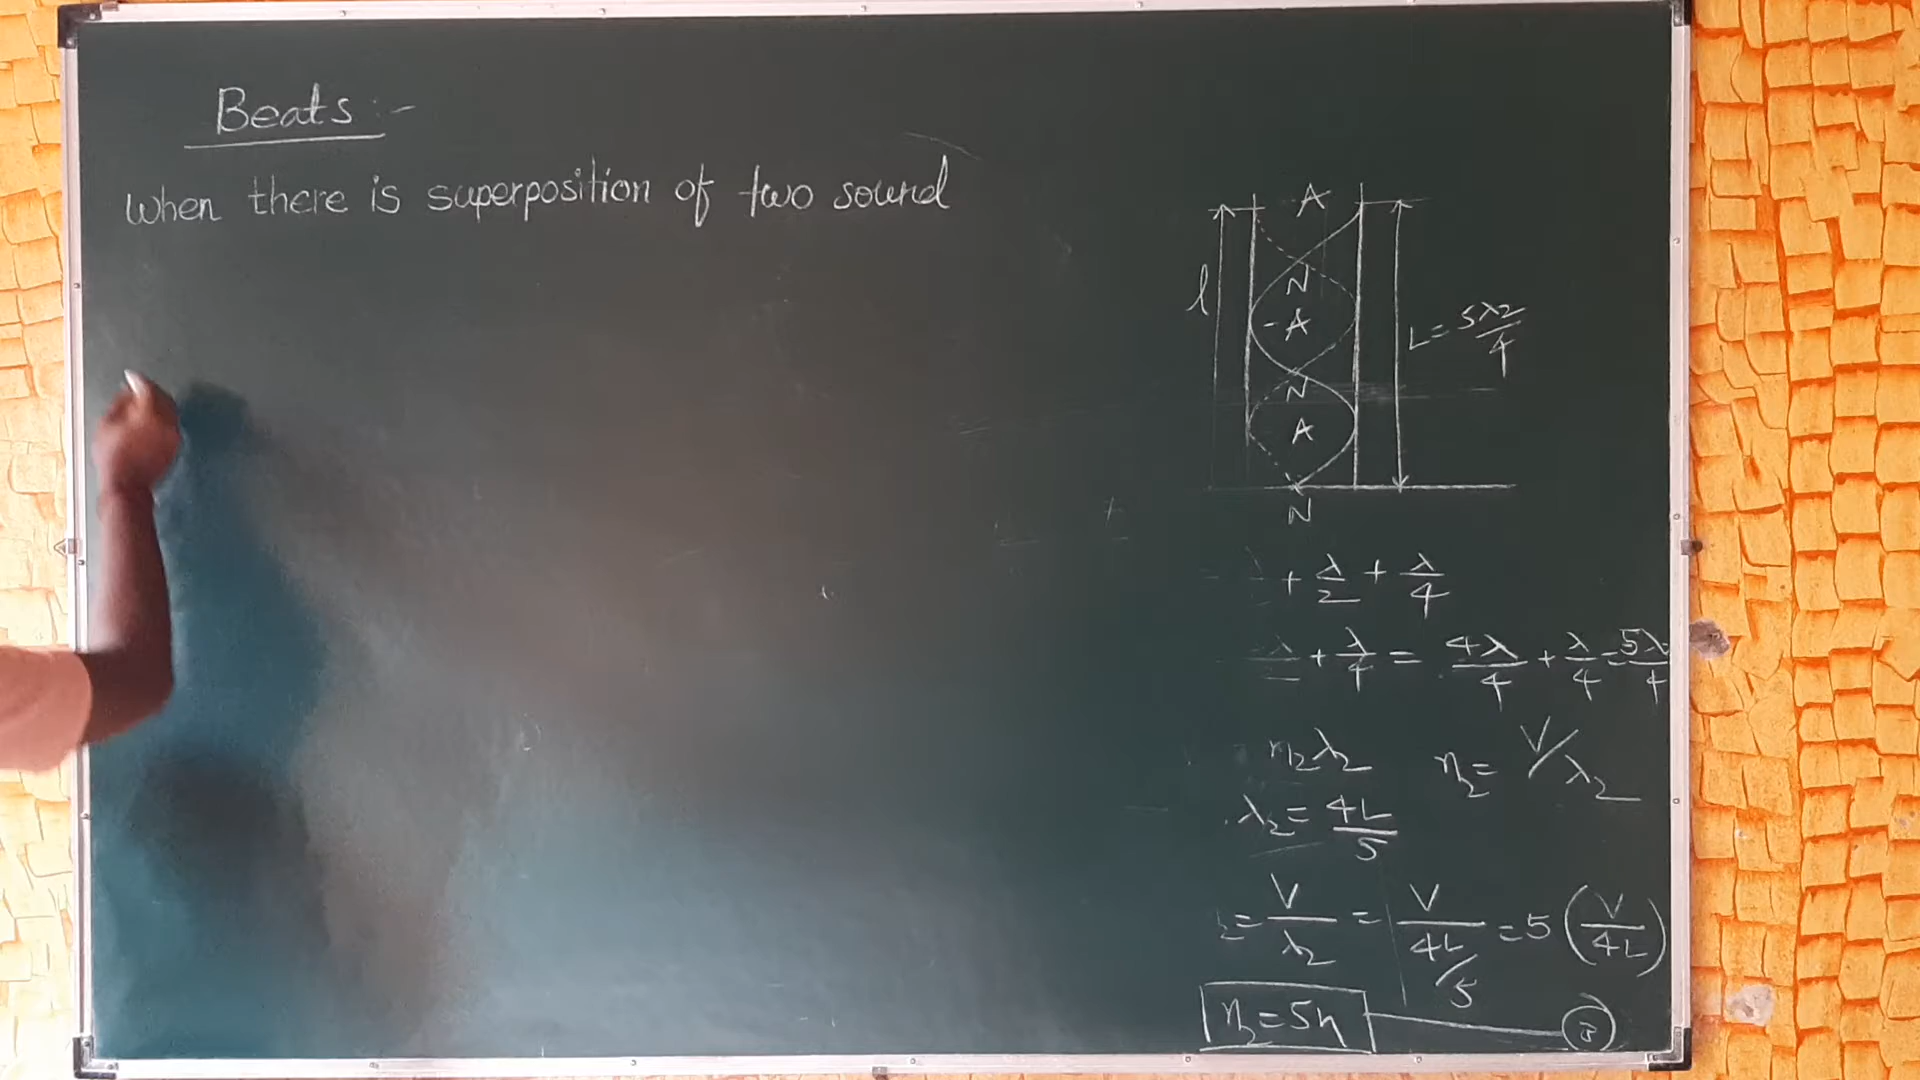 Beats :-
when there is superposition of two sound
A
N
l
A
L = 5λ2/4
N
A
N
+ λ/2 + λ/4
+ λ/4 = 4λ/4 + λ/4 = 5λ/4
n2λ2
n2 = V/λ2
λ2 = 4L/5
2 = V/λ2 = V/4L/5 = 5 (V/4L)
n2 = 5n